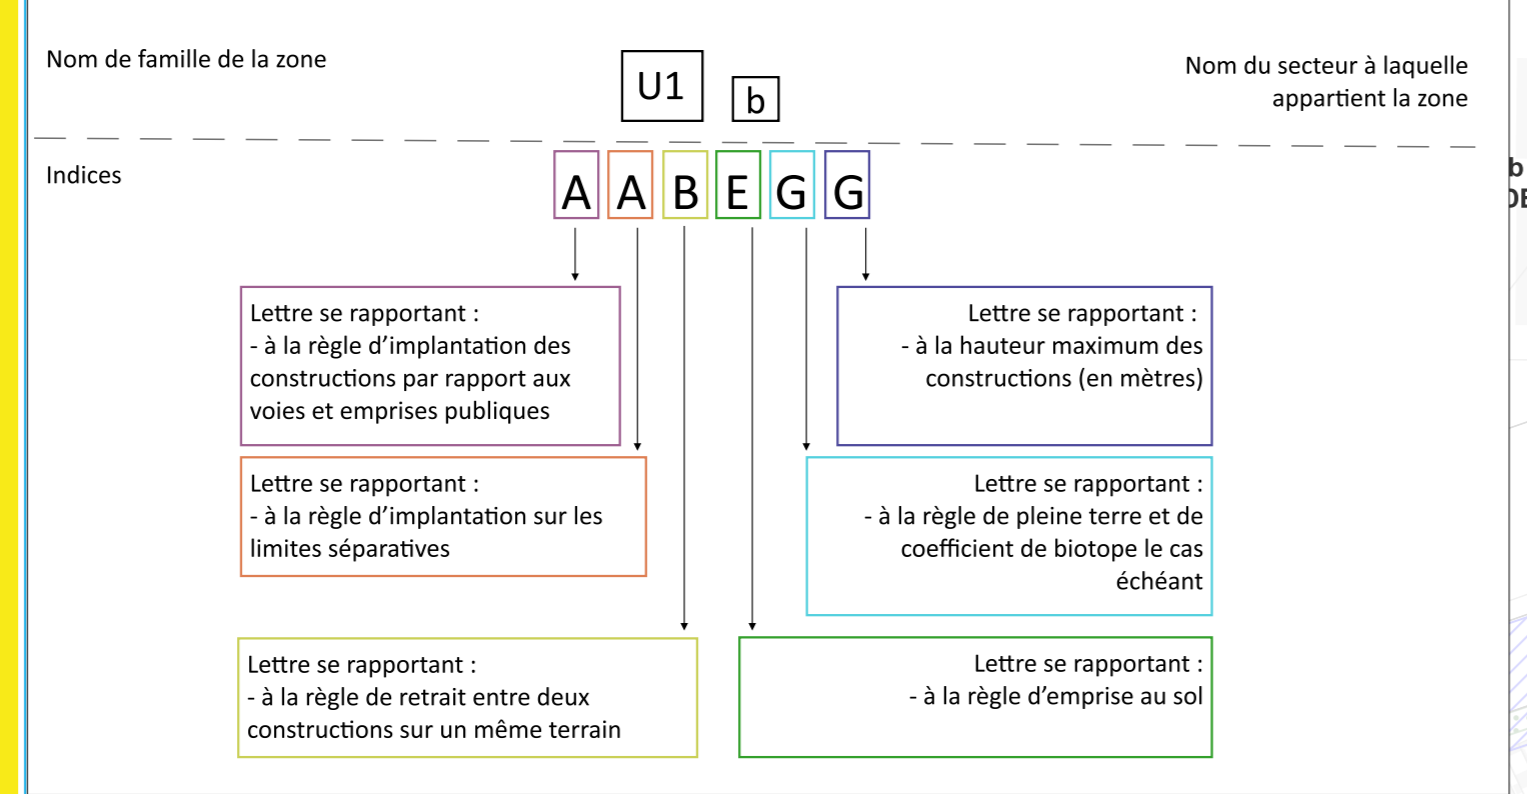 Nom de famille de la zone
U1
b
Nom du secteur à laquelle
appartient la zone
Indices
A A B E G G
Lettre se rapportant :
- à la règle d’implantation des
constructions par rapport aux
voies et emprises publiques
Lettre se rapportant :
- à la hauteur maximum des
constructions (en mètres)
Lettre se rapportant :
- à la règle d’implantation sur les
limites séparatives
Lettre se rapportant :
- à la règle de pleine terre et de
coefficient de biotope le cas
échéant
Lettre se rapportant :
- à la règle de retrait entre deux
constructions sur un même terrain
Lettre se rapportant :
- à la règle d’emprise au sol
b